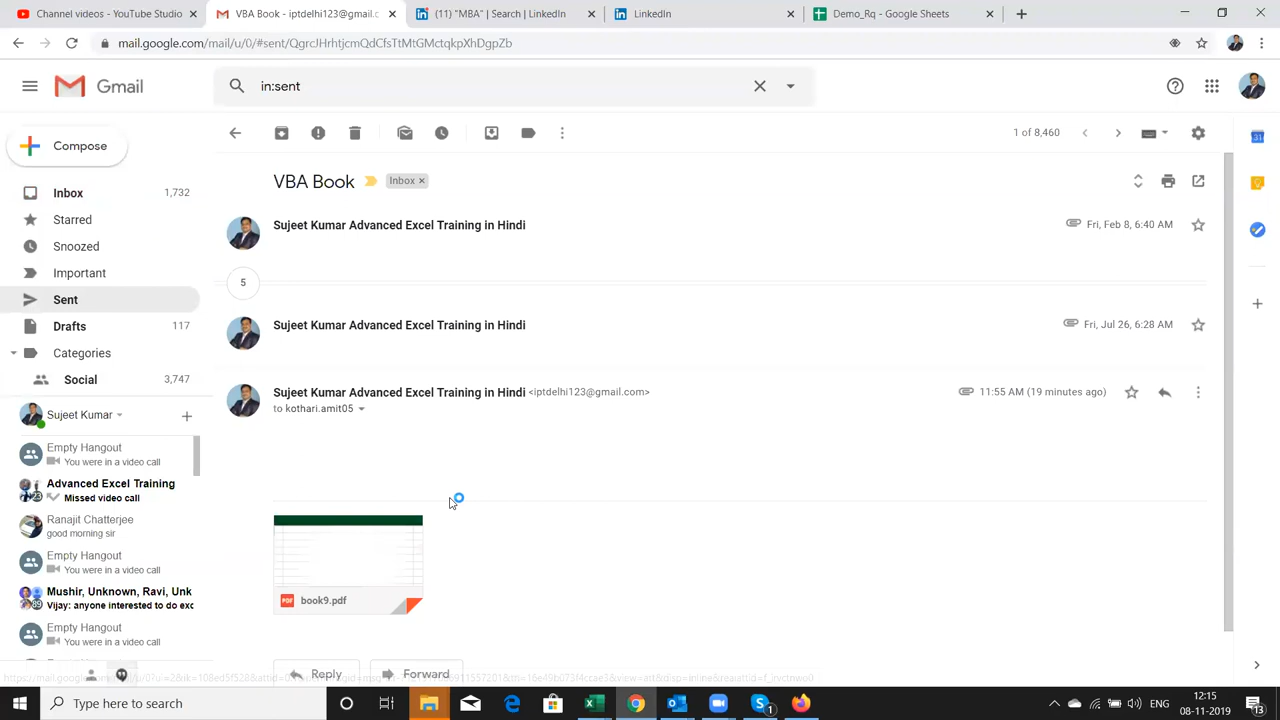 Channel videos - YouTube Studio
VBA Book - iptdelhi123@gmail.c
(11) "MBA" | Search | LinkedIn
LinkedIn
Demo_Rq - Google Sheets
mail.google.com/mail/u/0/#sent/QgrcJHrhtjcmQdCfsTtMtGMctqkpXhDgpZb
Gmail
in:sent
Compose
1 of 8,460
Inbox 1,732
VBA Book
Inbox x
Starred
Sujeet Kumar Advanced Excel Training in Hindi
Fri, Feb 8, 6:40 AM
Snoozed
Important
5
Sent
Drafts 117
Sujeet Kumar Advanced Excel Training in Hindi
Fri, Jul 26, 6:28 AM
Categories
Social 3,747
Sujeet Kumar Advanced Excel Training in Hindi <iptdelhi123@gmail.com>
11:55 AM (19 minutes ago)
to kothari.amit05
Sujeet Kumar
Empty Hangout
You were in a video call
Advanced Excel Training
Missed video call
23
Ranajit Chatterjee
good morning sir
Empty Hangout
You were in a video call
Mushir, Unknown, Ravi, Unk
Vijay: anyone interested to do exc
89
PDF book9.pdf
Empty Hangout
You were in a video call
Reply
Forward
Type here to search
ENG
12:15
08-11-2019